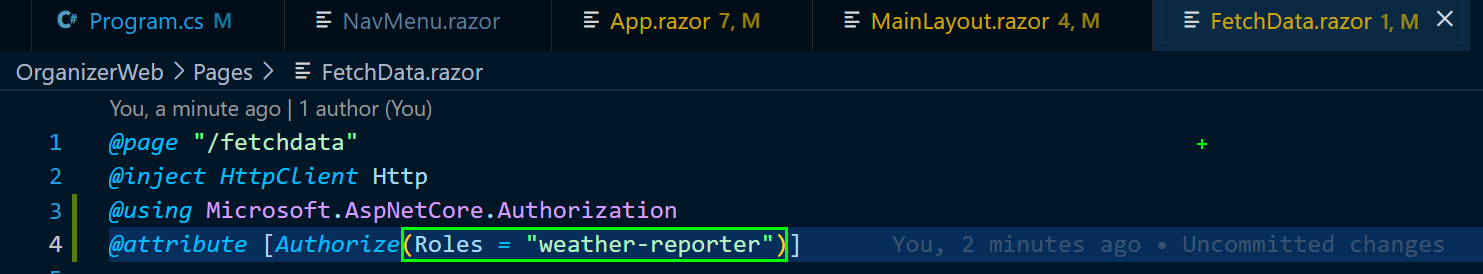 Program.cs M NavMenu.razor App.razor 7, M MainLayout.razor 4, M FetchData.razor 1, M
OrganizerWeb > Pages > FetchData.razor
You, a minute ago | 1 author (You)
1 @page "/fetchdata"
2 @inject HttpClient Http
3 @using Microsoft.AspNetCore.Authorization
4 @attribute [Authorize(Roles = "weather-reporter")] You, 2 minutes ago • Uncommitted changes